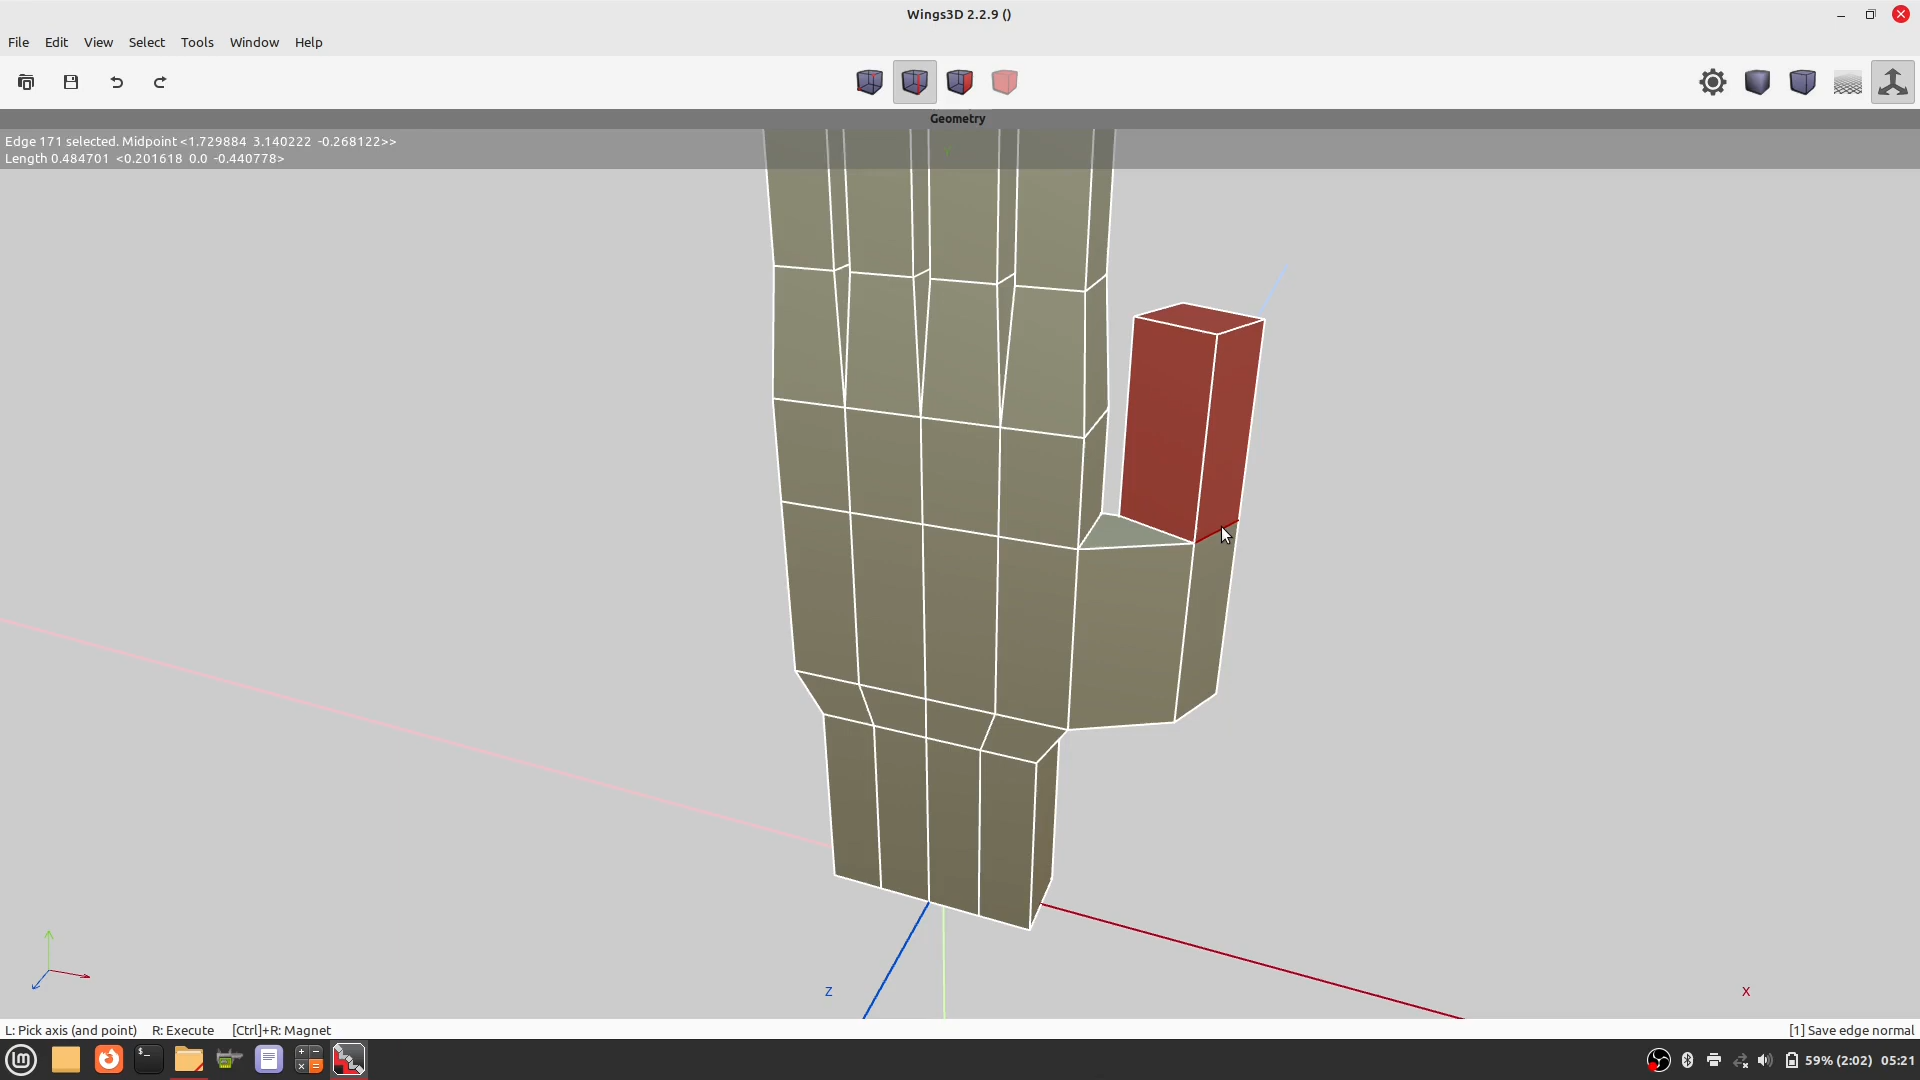 Wings3D 2.2.9 ()
File Edit View Select Tools Window Help
Geometry
Edge 171 selected. Midpoint <1.729884 3.140222 -0.268122>>
Length 0.484701 <0.201618 0.0 -0.440778>
Y
Z
X
L: Pick axis (and point) R: Execute [Ctrl]+R: Magnet
[1] Save edge normal
59% (2:02) 05:21